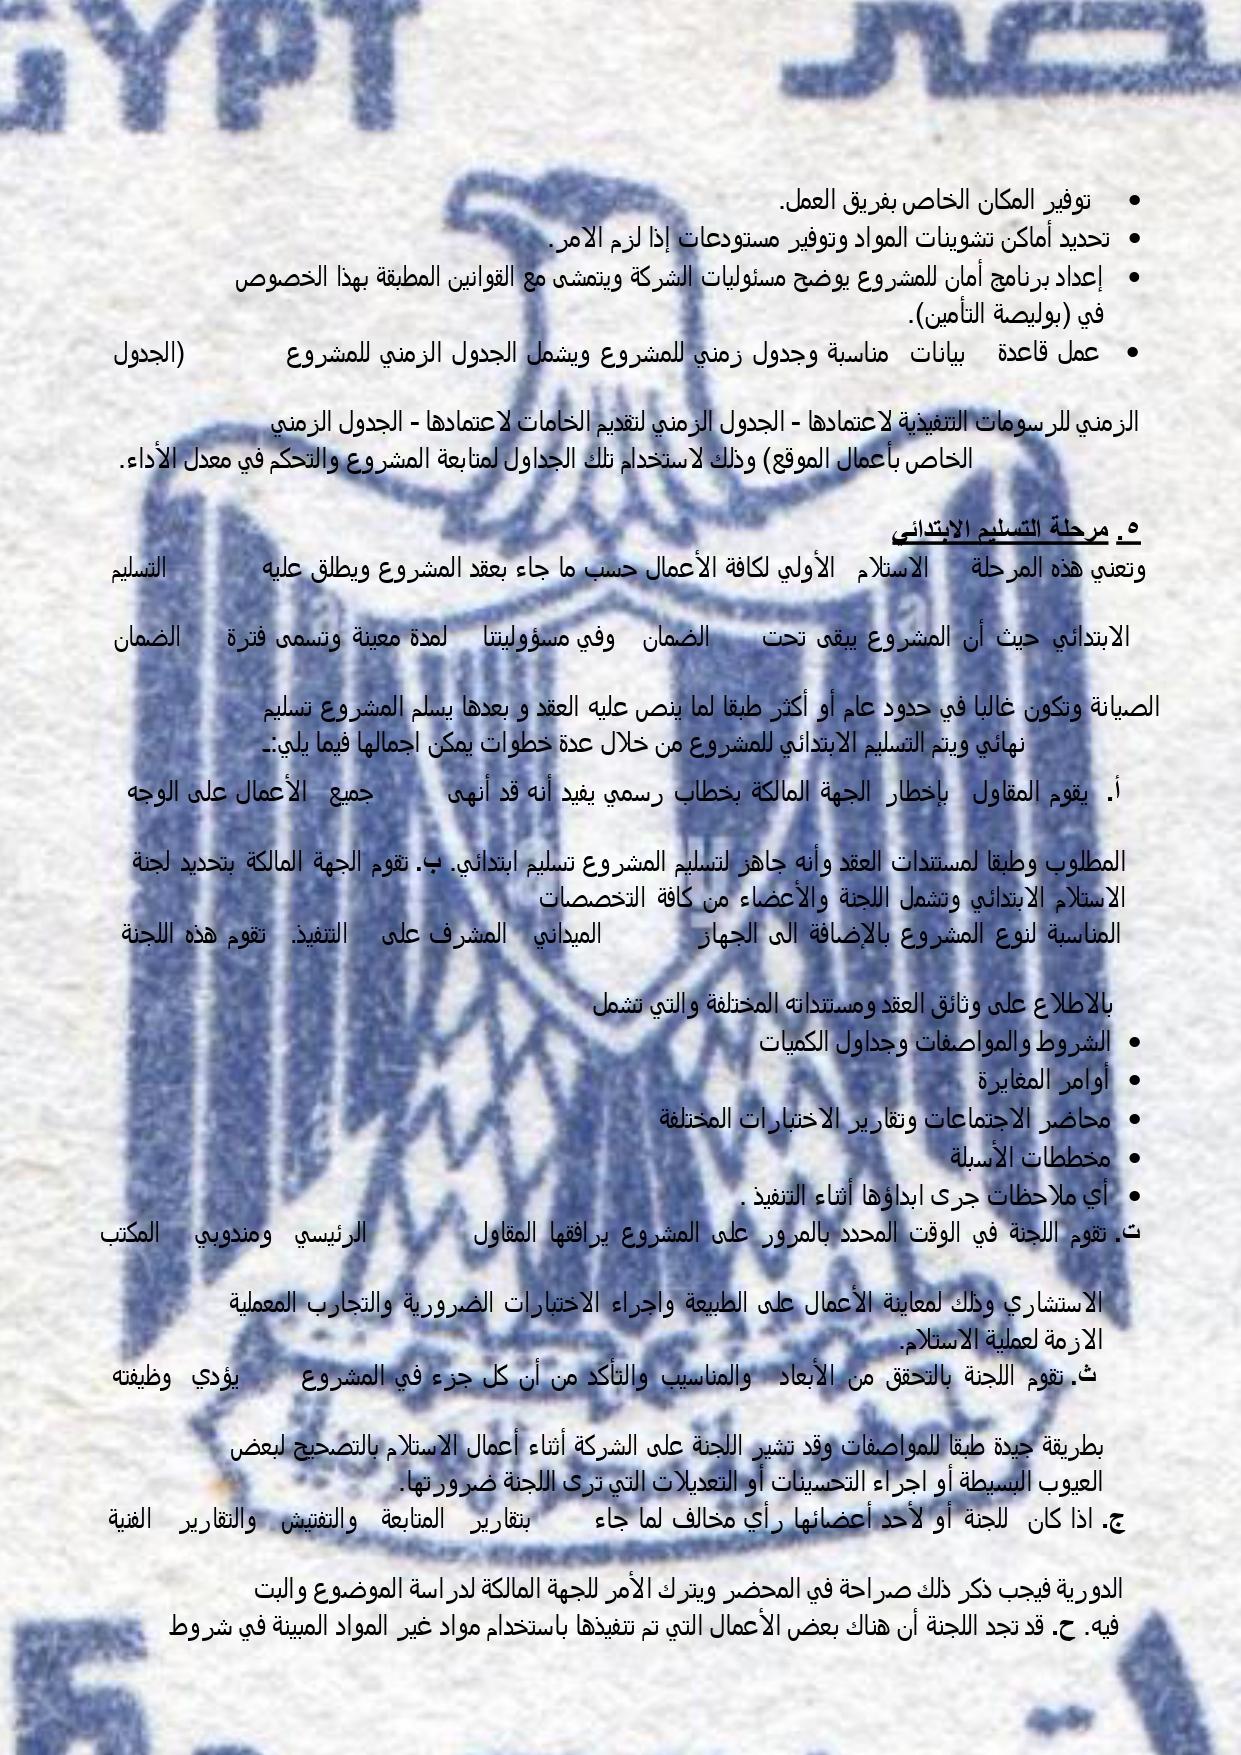 EGYPT
مصر
• توفير المكان الخاص بفريق العمل.
• تحديد أماكن تشوينات المواد وتوفير مستودعات إذا لزم الامر.
• إعداد برنامج أمان للمشروع يوضح مسئوليات الشركة ويتمشى مع القوانين المطبقة بهذا الخصوص
في (بوليصة التأمين).
• عمل قاعدة بيانات مناسبة وجدول زمني للمشروع ويشمل الجدول الزمني للمشروع (الجدول
الزمني للرسومات التنفيذية لاعتمادها - الجدول الزمني لتقديم الخامات لاعتمادها - الجدول الزمني
الخاص بأعمال الموقع) وذلك لاستخدام تلك الجداول لمتابعة المشروع والتحكم في معدل الأداء.
٥. مرحلة التسليم الابتدائي
وتعني هذه المرحلة الاستلام الأولي لكافة الأعمال حسب ما جاء بعقد المشروع ويطلق عليه التسليم
الابتدائي حيث أن المشروع يبقى تحت الضمان وفي مسؤوليتنا لمدة معينة وتسمى فترة الضمان
الصيانة وتكون غالبا في حدود عام أو أكثر طبقا لما ينص عليه العقد و بعدها يسلم المشروع تسليم
نهائي ويتم التسليم الابتدائي للمشروع من خلال عدة خطوات يمكن اجمالها فيما يلي:ـ
أ. يقوم المقاول بإخطار الجهة المالكة بخطاب رسمي يفيد أنه قد أنهى جميع الأعمال على الوجه
المطلوب وطبقا لمستندات العقد وأنه جاهز لتسليم المشروع تسليم ابتدائي. ب. تقوم الجهة المالكة بتحديد لجنة
الاستلام الابتدائي وتشمل اللجنة والأعضاء من كافة التخصصات
المناسبة لنوع المشروع بالإضافة الى الجهاز الميداني المشرف على التنفيذ. تقوم هذه اللجنة
بالاطلاع على وثائق العقد ومستنداته المختلفة والتي تشمل
• الشروط والمواصفات وجداول الكميات
• أوامر المغايرة
• محاضر الاجتماعات وتقارير الاختبارات المختلفة
• مخططات الأسبلة
• أي ملاحظات جرى ابداؤها أثناء التنفيذ .
ت. تقوم اللجنة في الوقت المحدد بالمرور على المشروع يرافقها المقاول الرئيسي ومندوبي المكتب
الاستشاري وذلك لمعاينة الأعمال على الطبيعة واجراء الاختبارات الضرورية والتجارب المعملية
الازمة لعملية الاستلام.
ث. تقوم اللجنة بالتحقق من الأبعاد والمناسيب والتأكد من أن كل جزء في المشروع يؤدي وظيفته
بطريقة جيدة طبقا للمواصفات وقد تشير اللجنة على الشركة أثناء أعمال الاستلام بالتصحيح لبعض
العيوب البسيطة أو اجراء التحسينات أو التعديلات التي ترى اللجنة ضرورتها.
ج. اذا كان للجنة أو لأحد أعضائها رأي مخالف لما جاء بتقارير المتابعة والتفتيش والتقارير الفنية
الدورية فيجب ذكر ذلك صراحة في المحضر ويترك الأمر للجهة المالكة لدراسة الموضوع والبت
فيه. ح. قد تجد اللجنة أن هناك بعض الأعمال التي تم تنفيذها باستخدام مواد غير المواد المبينة في شروط